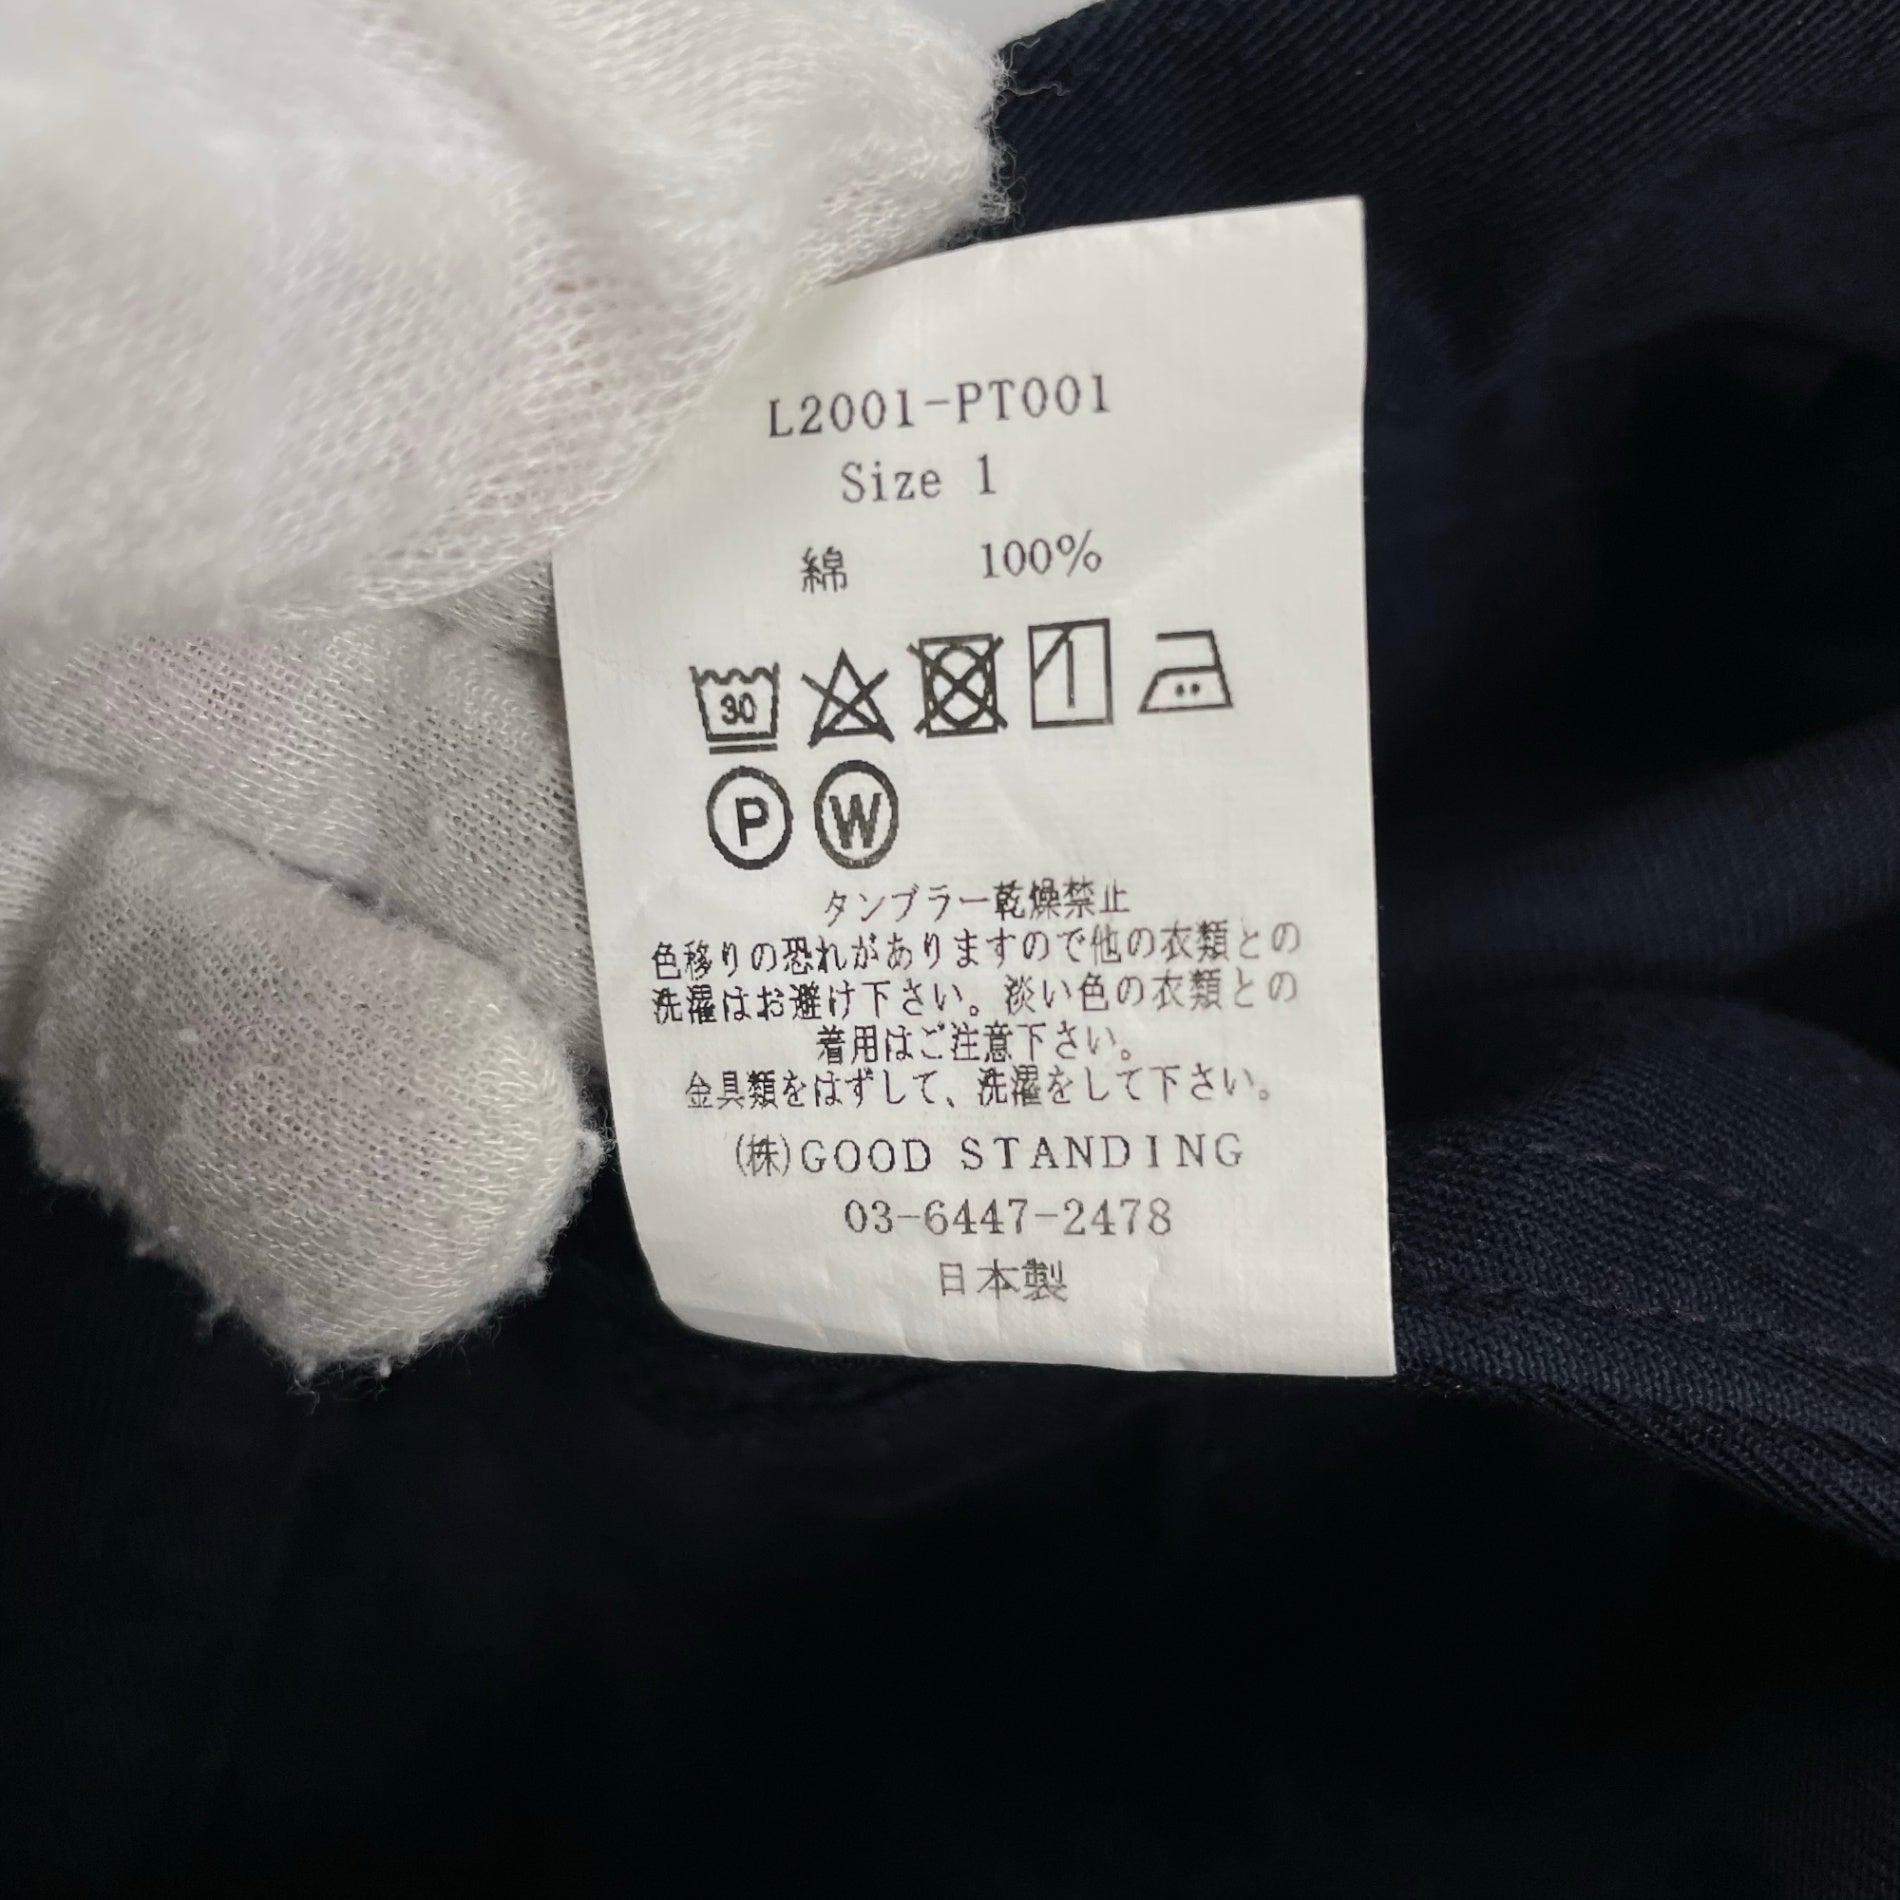 L2001-PT001
Size 1
綿 100%
30
P W
タンブラー乾燥禁止
色移りの恐れがありますので他の衣類との
洗濯はお避け下さい。淡い色の衣類との
着用はご注意下さい。
金具類をはずして、洗濯をして下さい。
(株)GOOD STANDING
03-6447-2478
日本製